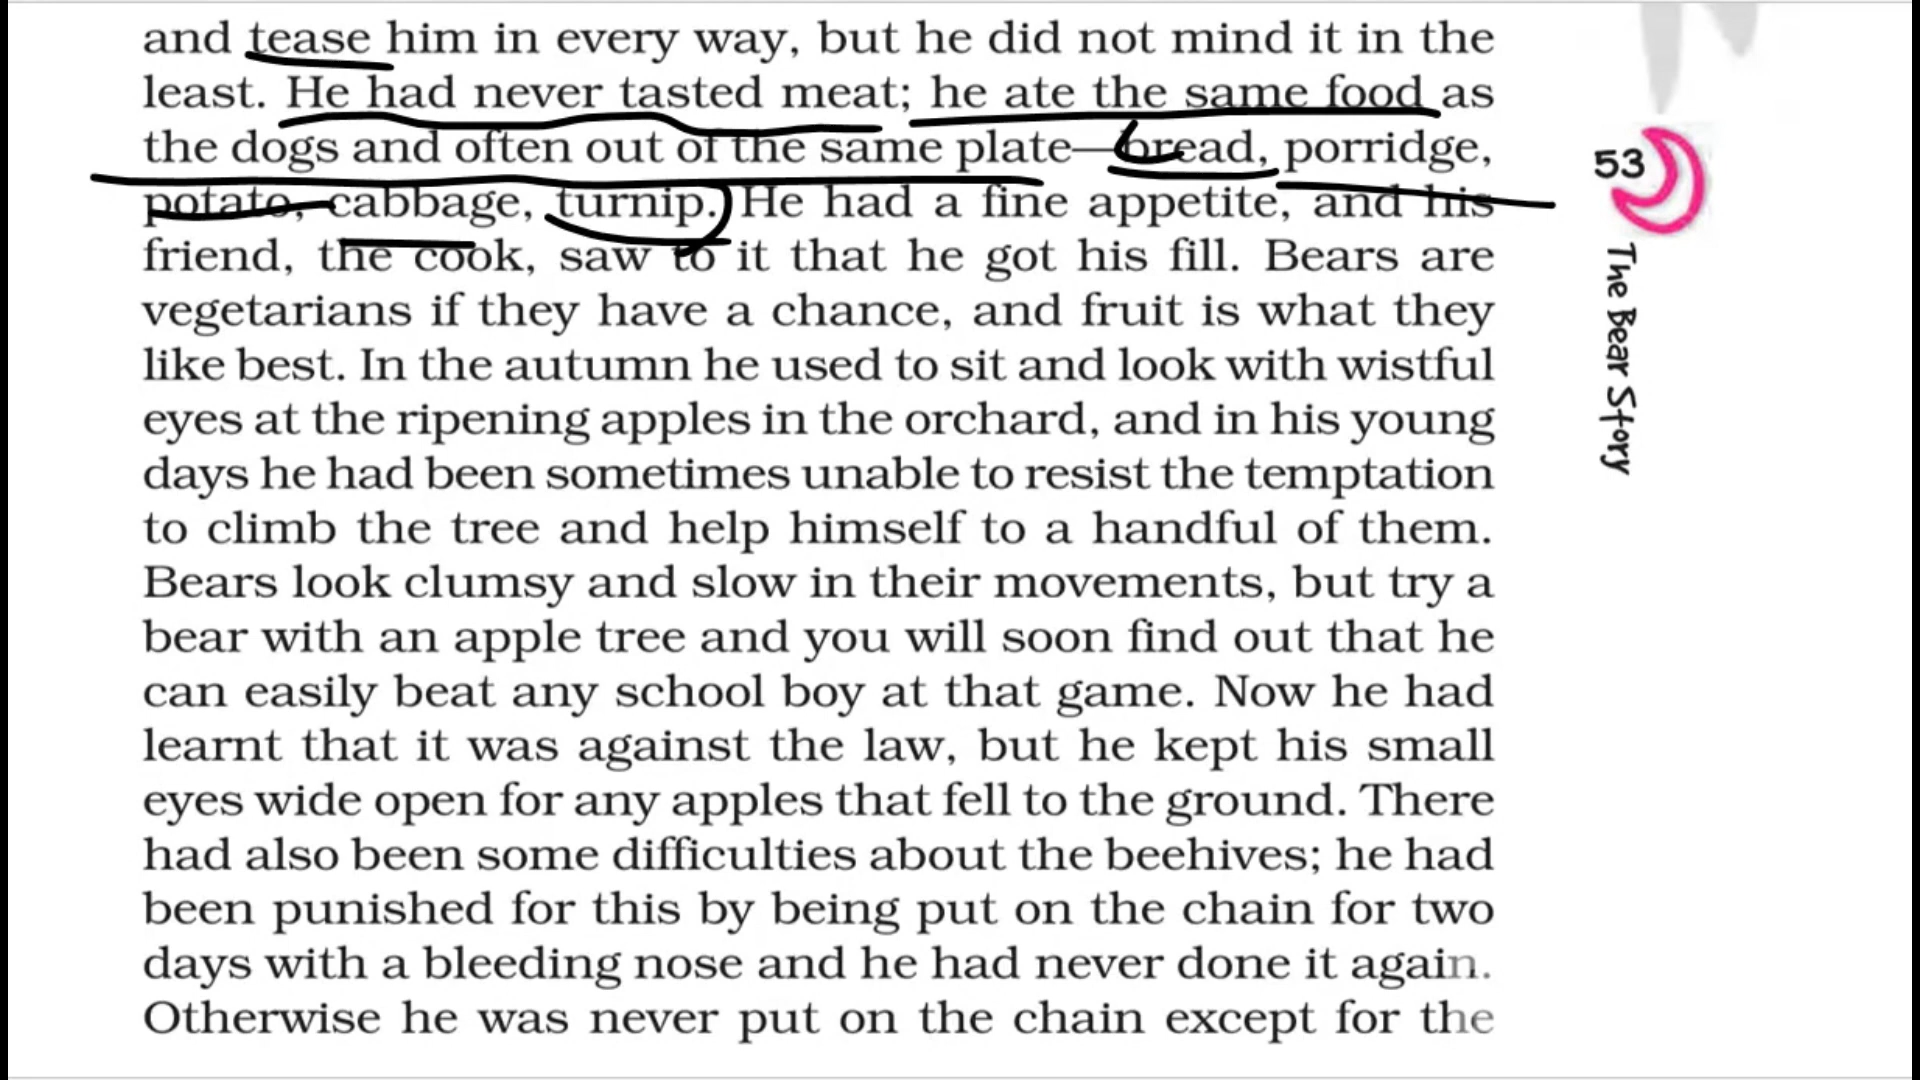 and tease him in every way, but he did not mind it in the
least. He had never tasted meat; he ate the same food as
the dogs and often out of the same plate—bread, porridge,
potato, cabbage, turnip. He had a fine appetite, and his
friend, the cook, saw to it that he got his fill. Bears are
vegetarians if they have a chance, and fruit is what they
like best. In the autumn he used to sit and look with wistful
eyes at the ripening apples in the orchard, and in his young
days he had been sometimes unable to resist the temptation
to climb the tree and help himself to a handful of them.
Bears look clumsy and slow in their movements, but try a
bear with an apple tree and you will soon find out that he
can easily beat any school boy at that game. Now he had
learnt that it was against the law, but he kept his small
eyes wide open for any apples that fell to the ground. There
had also been some difficulties about the beehives; he had
been punished for this by being put on the chain for two
days with a bleeding nose and he had never done it again.
Otherwise he was never put on the chain except for the
53
The Bear Story